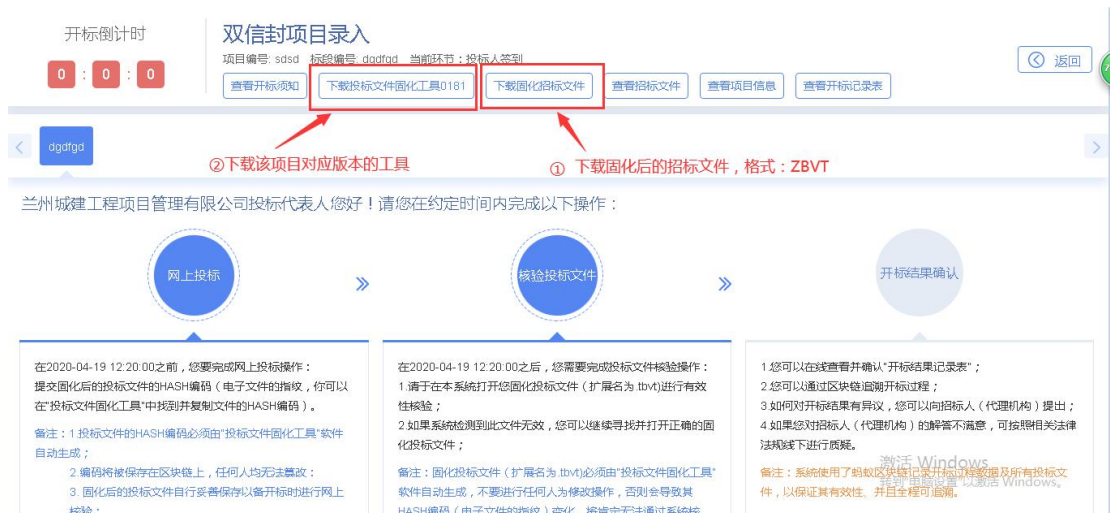 开标倒计时
0 : 0 : 0
双信封项目录入
项目编号: sdsd 标段编号: dgdfgd 当前环节：投标人签到
查看开标须知
下载投标文件固化工具0181
下载固化招标文件
查看招标文件
查看项目信息
查看开标记录表
返回
dgdfgd
②下载该项目对应版本的工具
① 下载固化后的招标文件，格式：ZBVT
兰州城建工程项目管理有限公司投标代表人您好！请您在约定时间内完成以下操作：
网上投标
核验投标文件
开标结果确认
在2020-04-19 12:20:00之前，您要完成网上投标操作：
提交固化后的投标文件的HASH编码（电子文件的指纹，你可以
在"投标文件固化工具"中找到并复制文件的HASH编码）。
备注：1.投标文件的HASH编码必须由"投标文件固化工具"软件
自动生成；
2.编码将被保存在区块链上，任何人均无法篡改；
3. 固化后的投标文件自行妥善保存以备开标时进行网上
核验；
在2020-04-19 12:20:00之后，您需要完成投标文件核验操作：
1.请于在本系统打开您固化投标文件（扩展名为.tbvt)进行有效
性核验；
2.如果系统检测到此文件无效，您可以继续寻找并打开正确的固
化投标文件；
备注：固化投标文件（扩展名为.tbvt)必须由"投标文件固化工具"
软件自动生成，不要进行任何人为修改操作，否则会导致其
HASH编码（电子文件的指纹）变化，将肯定无法通过系统核
1.您可以在线查看并确认"开标结果记录表"；
2.您可以通过区块链追溯开标过程；
3.如何对开标结果有异议，您可以向招标人（代理机构）提出；
4.如果您对招标人（代理机构）的解答不满意，可按照相关法律
法规线下进行质疑。
备注：系统使用了蚂蚁区块链记录开标过程数据及所有投标文
件，以保证其有效性、并且全程可追溯。
激活 Windows
转到"电脑设置"以激活 Windows。